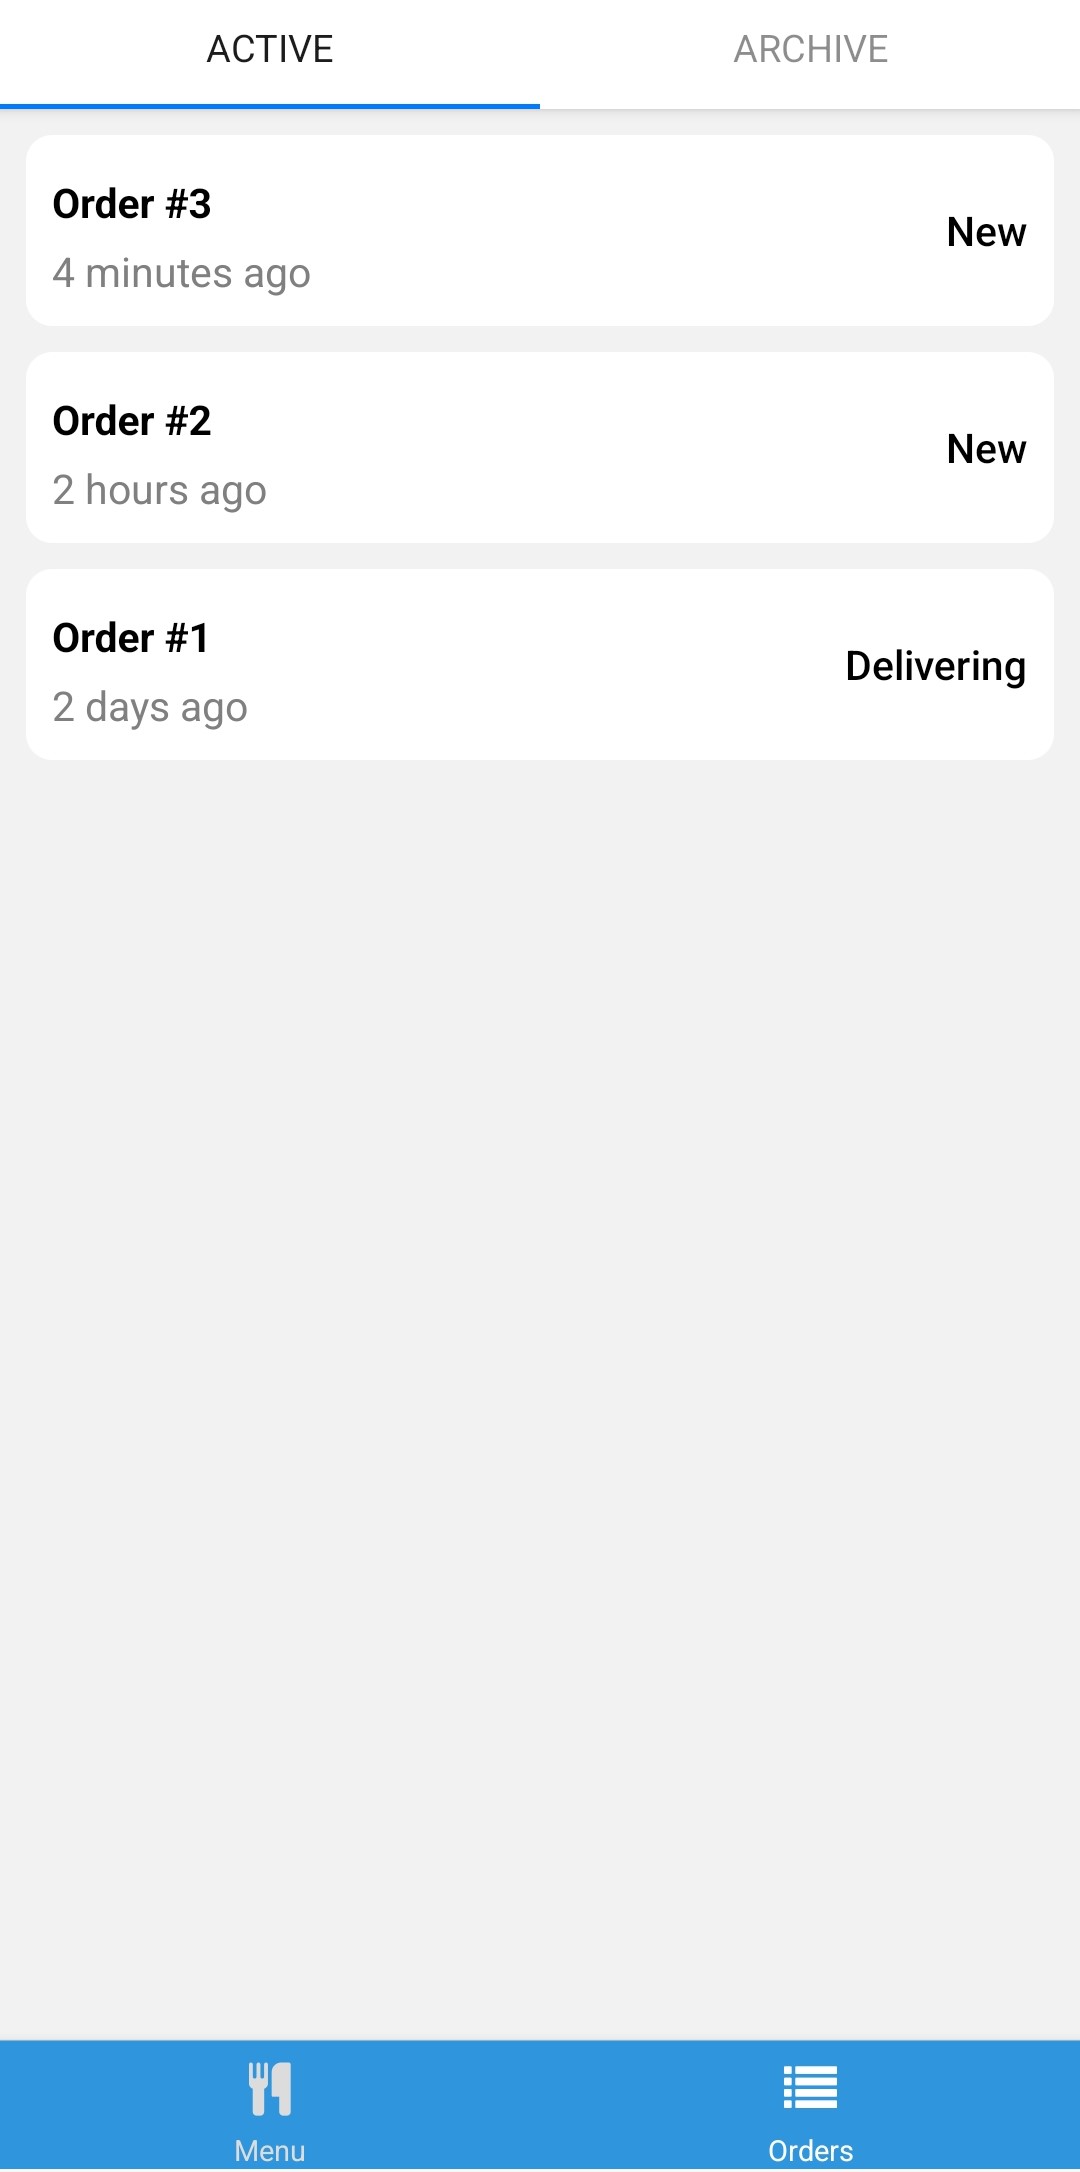 ACTIVE ARCHIVE
Order #3
New
4 minutes ago
Order #2
New
2 hours ago
Order #1
Delivering
2 days ago
Menu Orders